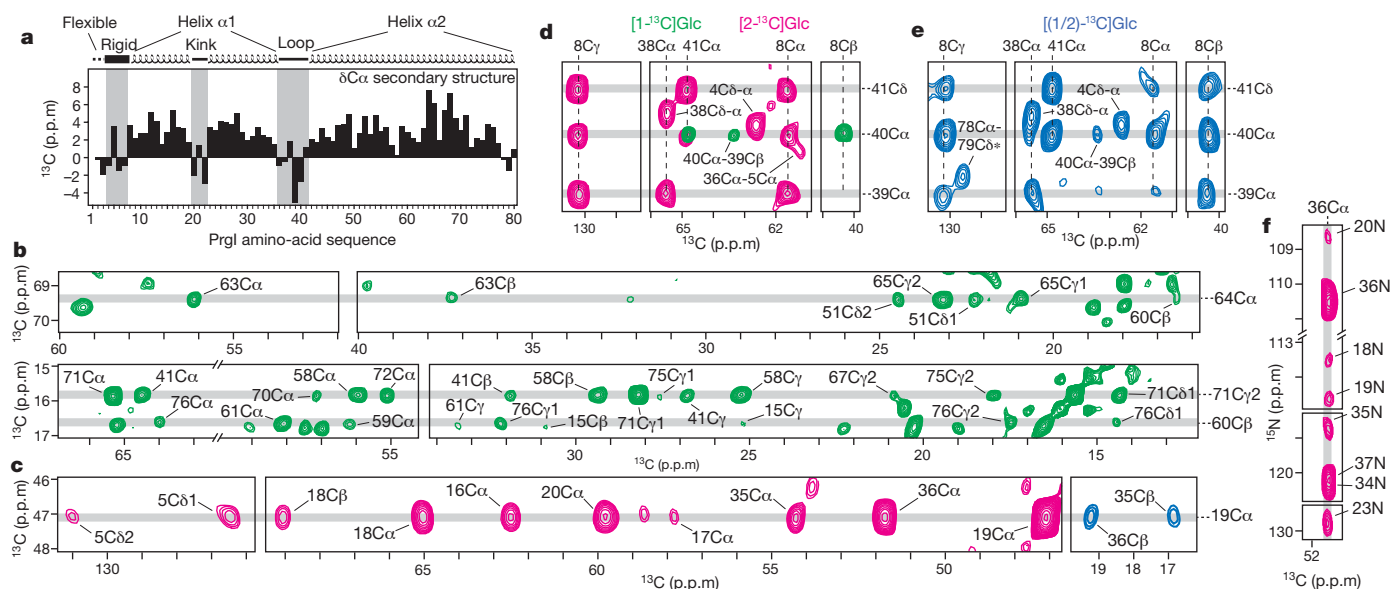 a
Flexible
Rigid
Helix α1
Kink
Loop
Helix α2
δCα secondary structure
¹³C (p.p.m)
8
6
4
2
0
−2
−4
1
10
20
30
40
50
60
70
80
PrgI amino-acid sequence
d
[1-¹³C]Glc
[2-¹³C]Glc
8Cγ
38Cα
41Cα
8Cα
8Cβ
4Cδ-α
38Cδ-α
40Cα-39Cβ
36Cα-5Cα
41Cδ
40Cα
39Cα
130
65
62
40
¹³C (p.p.m)
e
[(1/2)-¹³C]Glc
8Cγ
38Cα
41Cα
8Cα
8Cβ
4Cδ-α
38Cδ-α
78Cα-
79Cδ*
40Cα-39Cβ
41Cδ
40Cα
39Cα
130
65
62
40
¹³C (p.p.m)
b
¹³C (p.p.m)
69
70
63Cα
63Cβ
51Cδ2
65Cγ2
51Cδ1
65Cγ1
60Cβ
64Cα
60
55
40
35
30
25
20
¹³C (p.p.m)
15
16
17
71Cα
41Cα
76Cα
70Cα
61Cα
58Cα
72Cα
59Cα
41Cβ
61Cγ
76Cγ1
58Cβ
15Cβ
75Cγ1
71Cγ1
41Cγ
58Cγ
15Cγ
67Cγ2
75Cγ2
76Cγ2
71Cδ1
76Cδ1
71Cγ2
60Cβ
65
60
55
30
25
20
15
¹³C (p.p.m)
c
¹³C (p.p.m)
46
47
48
5Cδ2
5Cδ1
18Cβ
18Cα
16Cα
20Cα
17Cα
35Cα
36Cα
19Cα
36Cβ
35Cβ
19Cα
130
65
60
55
50
19
18
17
¹³C (p.p.m)
f
36Cα
20N
36N
18N
19N
35N
37N
34N
23N
109
110
113
120
130
¹⁵N (p.p.m)
52
¹³C (p.p.m)